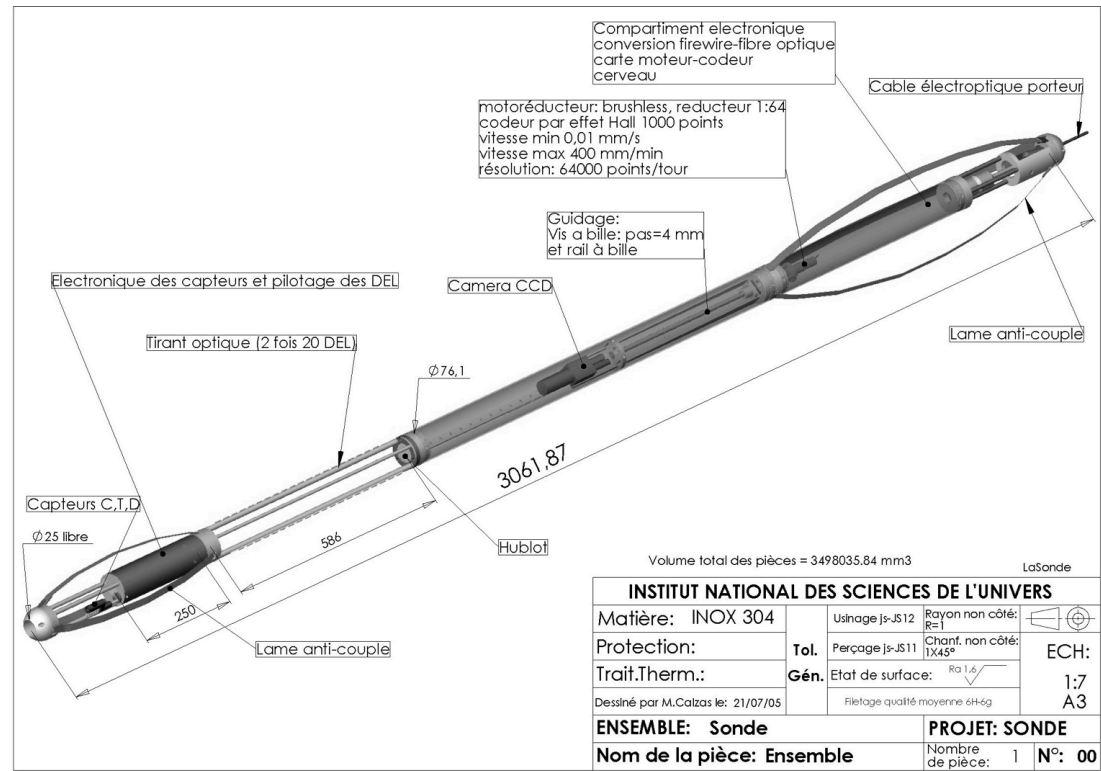 Compartiment electronique
conversion firewire-fibre optique
carte moteur-codeur
cerveau
Cable électroptique porteur
motoréducteur: brushless, reducteur 1:64
codeur par effet Hall 1000 points
vitesse min 0,01 mm/s
vitesse max 400 mm/min
résolution: 64000 points/tour
Guidage:
Vis a bille: pas=4 mm
et rail à bille
Electronique des capteurs et pilotage des DEL
Camera CCD
Tirant optique (2 fois 20 DEL)
Lame anti-couple
Ø76,1
3061,87
Capteurs C,T,D
Ø25 libre
586
Hublot
250
Lame anti-couple
Volume total des pièces = 3498035.84 mm3
LaSonde
INSTITUT NATIONAL DES SCIENCES DE L'UNIVERS
Matière: INOX 304
Protection:
Trait.Therm.:
Dessiné par M.Calzas le: 21/07/05
Tol.
Gén.
Usinage js-JS12
Rayon non côté:
R=1
Perçage js-JS11
Chanf. non côté:
1X45°
Etat de surface:
Ra 1,6
Filetage qualité moyenne 6H-6g
ECH:
1:7
A3
ENSEMBLE: Sonde
PROJET: SONDE
Nom de la pièce: Ensemble
Nombre
de pièce: 1
N°: 00